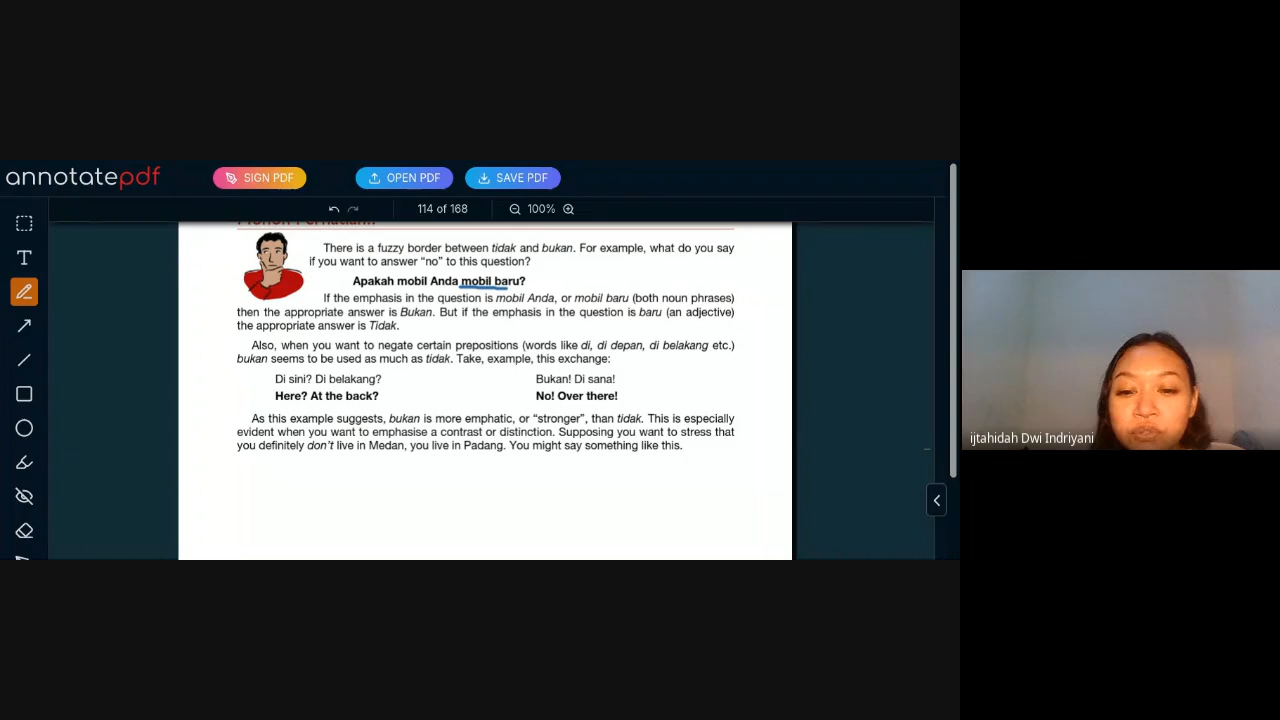 annotatepdf
SIGN PDF
OPEN PDF
SAVE PDF
114 of 168
100%
Mohon Perhatian!
There is a fuzzy border between tidak and bukan. For example, what do you say
if you want to answer “no” to this question?
Apakah mobil Anda mobil baru?
If the emphasis in the question is mobil Anda, or mobil baru (both noun phrases)
then the appropriate answer is Bukan. But if the emphasis in the question is baru (an adjective)
the appropriate answer is Tidak.
Also, when you want to negate certain prepositions (words like di, di depan, di belakang etc.)
bukan seems to be used as much as tidak. Take, example, this exchange:
Di sini? Di belakang?
Bukan! Di sana!
Here? At the back?
No! Over there!
As this example suggests, bukan is more emphatic, or “stronger”, than tidak. This is especially
evident when you want to emphasise a contrast or distinction. Supposing you want to stress that
you definitely don’t live in Medan, you live in Padang. You might say something like this.
ijtahidah Dwi Indriyani